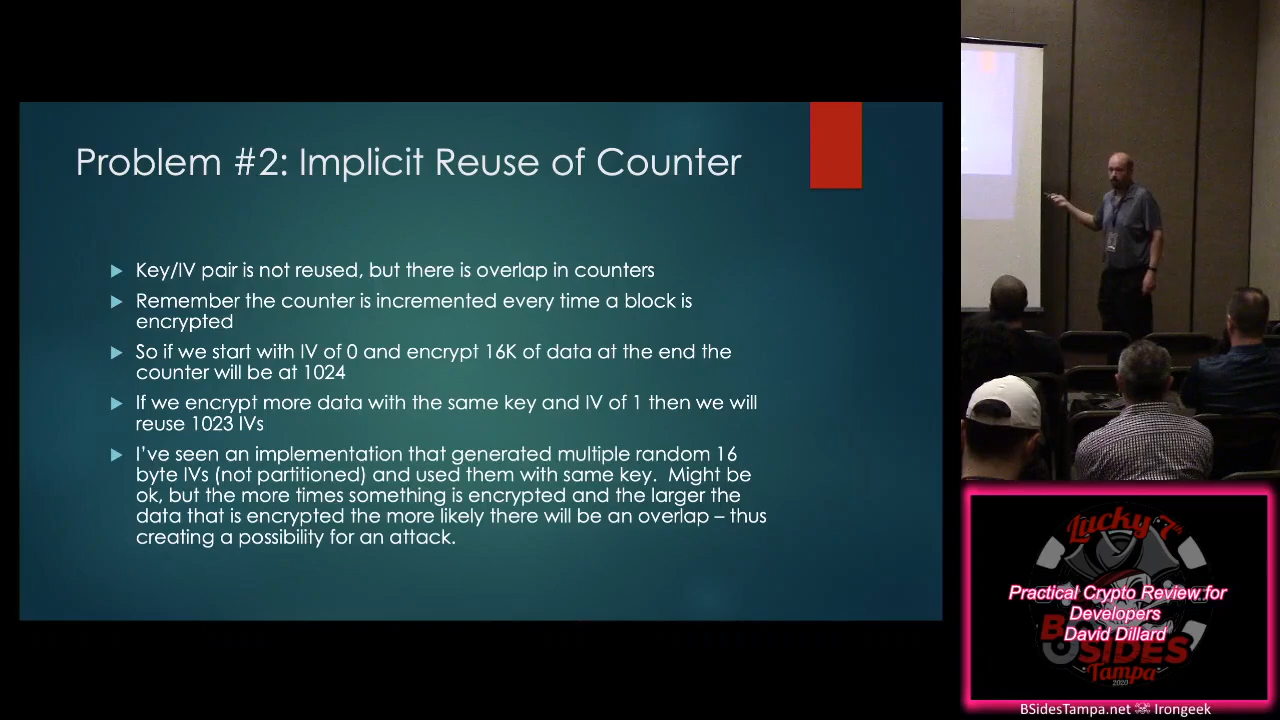 Problem #2: Implicit Reuse of Counter
Key/IV pair is not reused, but there is overlap in counters
Remember the counter is incremented every time a block is
encrypted
So if we start with IV of 0 and encrypt 16K of data at the end the
counter will be at 1024
If we encrypt more data with the same key and IV of 1 then we will
reuse 1023 IVs
I've seen an implementation that generated multiple random 16
byte IVs (not partitioned) and used them with same key.  Might be
ok, but the more times something is encrypted and the larger the
data that is encrypted the more likely there will be an overlap – thus
creating a possibility for an attack.
Lucky 7th
Practical Crypto Review for
Developers
David Dillard
BSIDES
Tampa
2020
BSidesTampa.net Irongeek